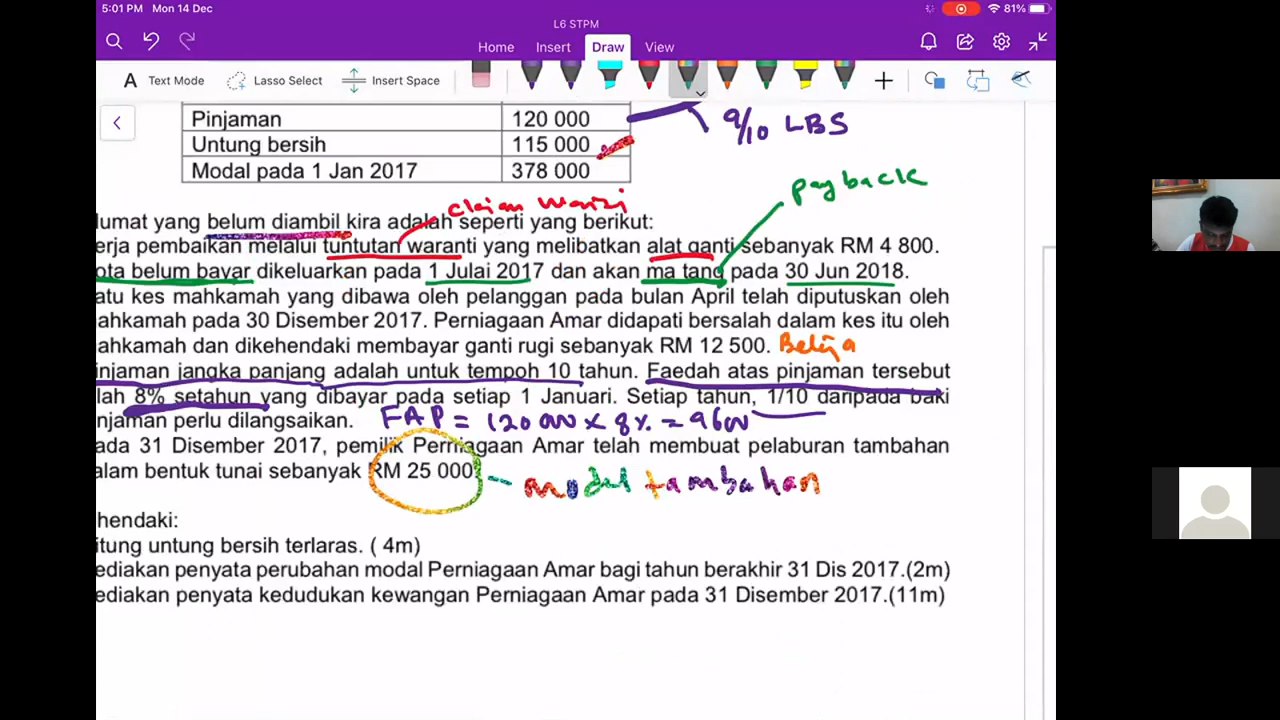 5:01 PM Mon 14 Dec
81%
L6 STPM
Home Insert Draw View
Text Mode Lasso Select Insert Space
Pinjaman 120 000
9/10 LBS
Untung bersih 115 000
Modal pada 1 Jan 2017 378 000
payback
claim
lumat yang belum diambil kira adalah seperti yang berikut:
erja pembaikan melalui tuntutan waranti yang melibatkan alat ganti sebanyak RM 4 800.
ota belum bayar dikeluarkan pada 1 Julai 2017 dan akan ma tang pada 30 Jun 2018.
atu kes mahkamah yang dibawa oleh pelanggan pada bulan April telah diputuskan oleh
ahkamah pada 30 Disember 2017. Perniagaan Amar didapati bersalah dalam kes itu oleh
ahkamah dan dikehendaki membayar ganti rugi sebanyak RM 12 500.
injaman jangka panjang adalah untuk tempoh 10 tahun. Faedah atas pinjaman tersebut
lah 8% setahun yang dibayar pada setiap 1 Januari. Setiap tahun, 1/10 daripada baki
njaman perlu dilangsaikan. FAP = 120 000 x 8% = 9600
ada 31 Disember 2017, pemilik Perniagaan Amar telah membuat pelaburan tambahan
alam bentuk tunai sebanyak RM 25 000 - modal tambahan
hendaki:
itung untung bersih terlaras. ( 4m)
ediakan penyata perubahan modal Perniagaan Amar bagi tahun berakhir 31 Dis 2017.(2m)
ediakan penyata kedudukan kewangan Perniagaan Amar pada 31 Disember 2017.(11m)